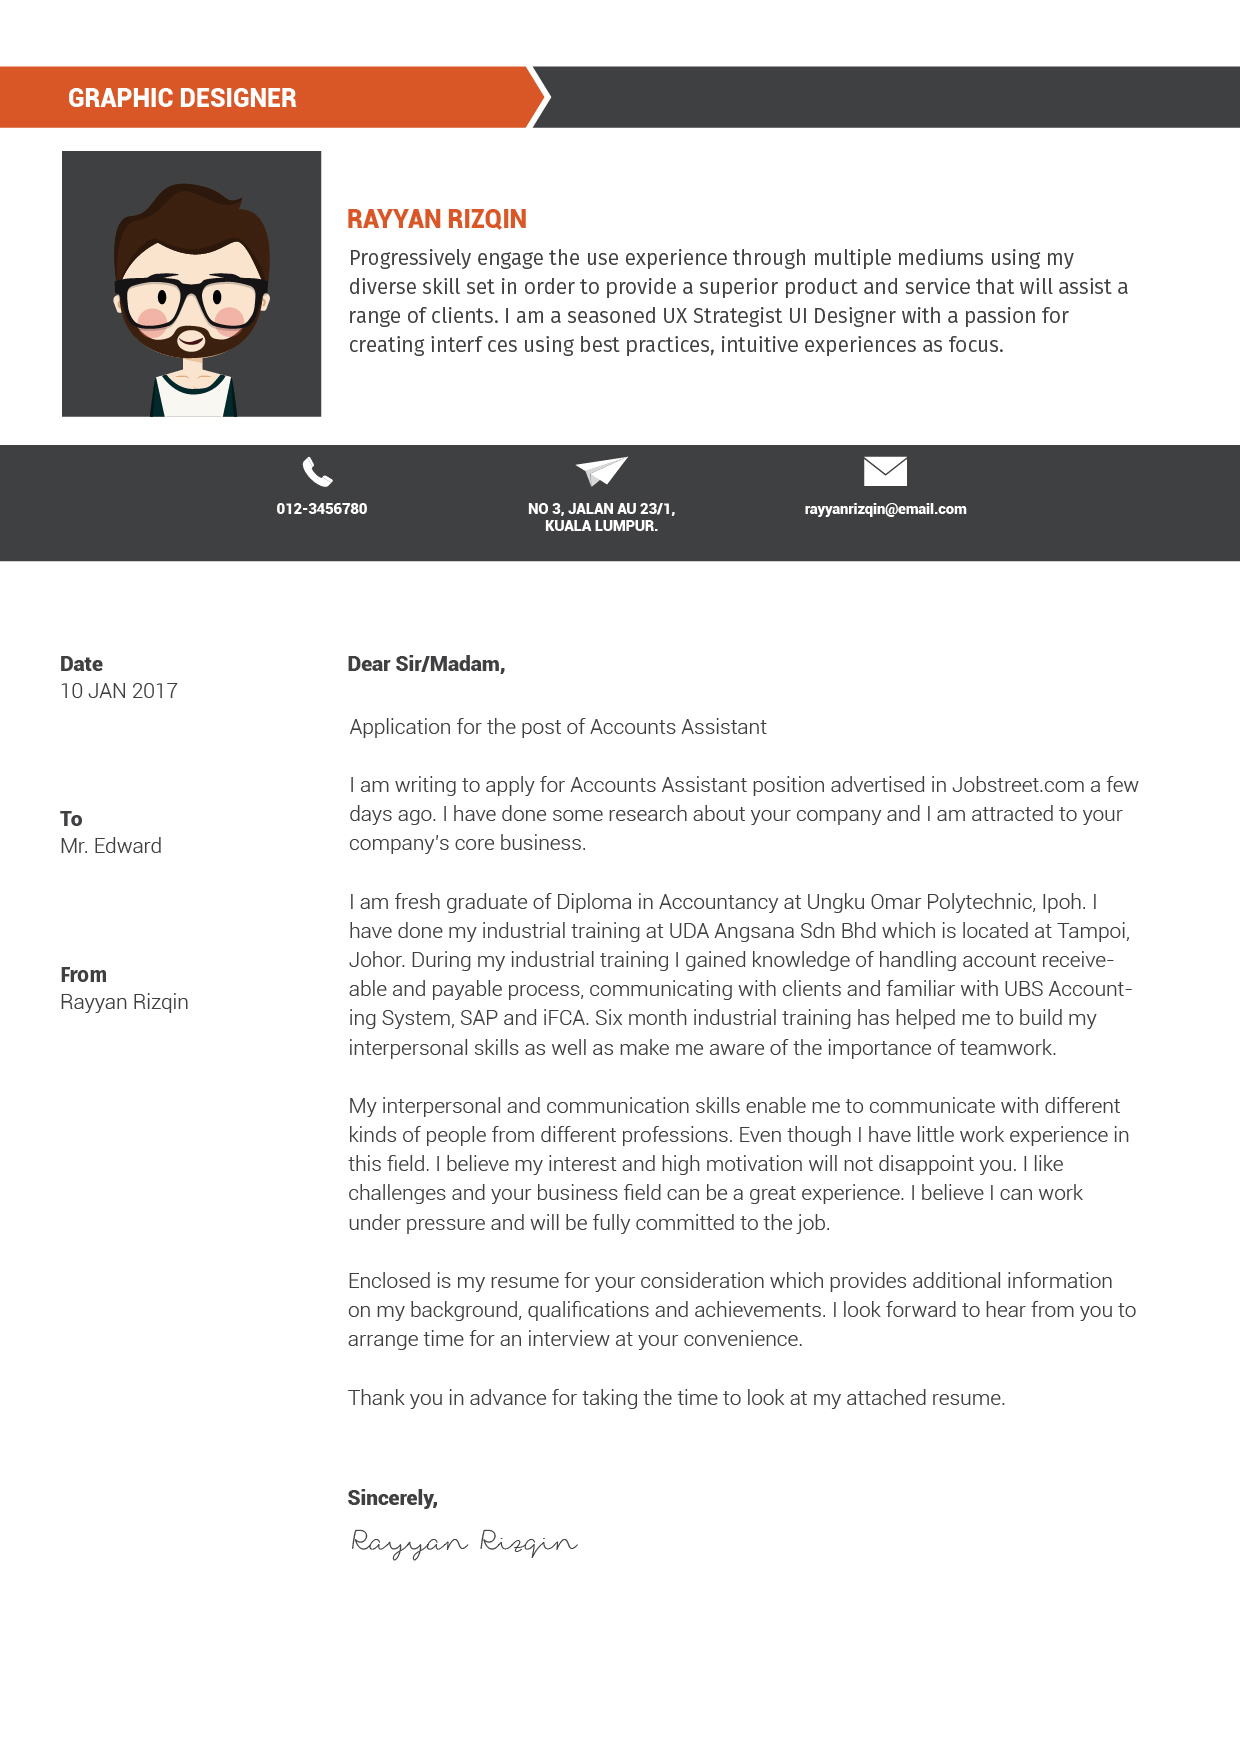 GRAPHIC DESIGNER
RAYYAN RIZQIN
Progressively engage the use experience through multiple mediums using my
diverse skill set in order to provide a superior product and service that will assist a
range of clients. I am a seasoned UX Strategist UI Designer with a passion for
creating interf ces using best practices, intuitive experiences as focus.
012-3456780
NO 3, JALAN AU 23/1,
KUALA LUMPUR.
rayyanrizqin@email.com
Date
10 JAN 2017
To
Mr. Edward
From
Rayyan Rizqin
Dear Sir/Madam,
Application for the post of Accounts Assistant
I am writing to apply for Accounts Assistant position advertised in Jobstreet.com a few
days ago. I have done some research about your company and I am attracted to your
company's core business.
I am fresh graduate of Diploma in Accountancy at Ungku Omar Polytechnic, Ipoh. I
have done my industrial training at UDA Angsana Sdn Bhd which is located at Tampoi,
Johor. During my industrial training I gained knowledge of handling account receive-
able and payable process, communicating with clients and familiar with UBS Account-
ing System, SAP and iFCA. Six month industrial training has helped me to build my
interpersonal skills as well as make me aware of the importance of teamwork.
My interpersonal and communication skills enable me to communicate with different
kinds of people from different professions. Even though I have little work experience in
this field. I believe my interest and high motivation will not disappoint you. I like
challenges and your business field can be a great experience. I believe I can work
under pressure and will be fully committed to the job.
Enclosed is my resume for your consideration which provides additional information
on my background, qualifications and achievements. I look forward to hear from you to
arrange time for an interview at your convenience.
Thank you in advance for taking the time to look at my attached resume.
Sincerely,
Rayyan Rizqin